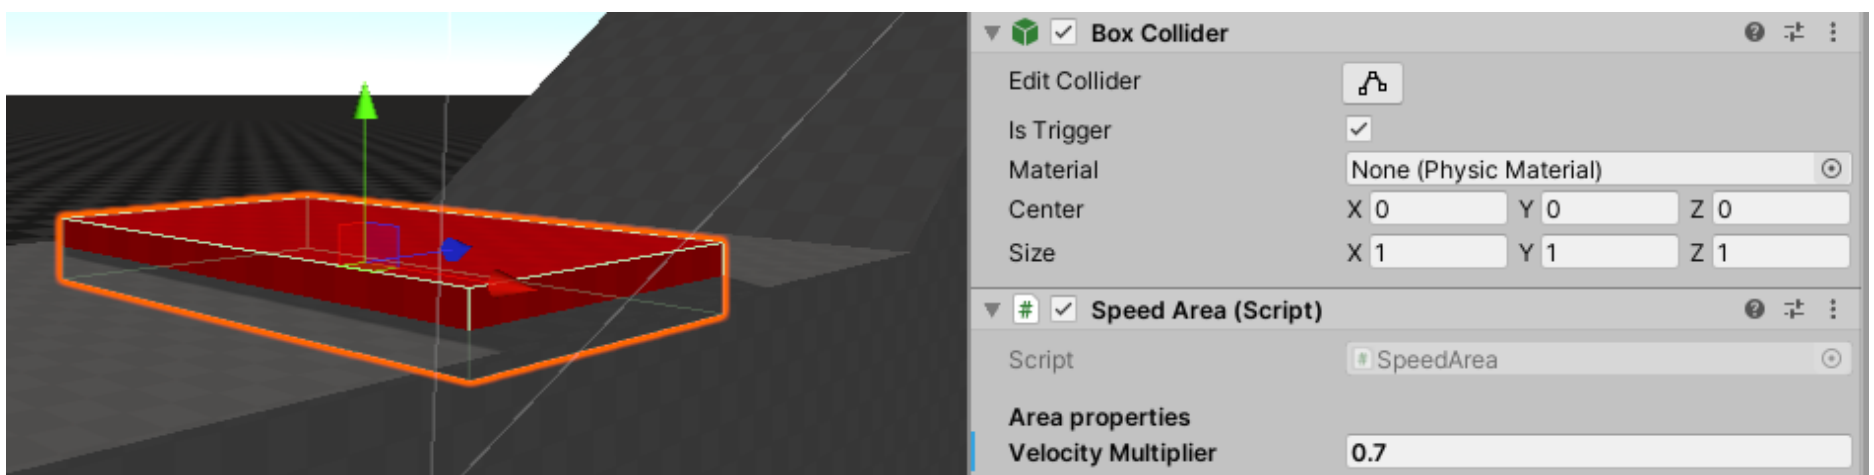 Box Collider
Edit Collider
Is Trigger
Material None (Physic Material)
Center X 0 Y 0 Z 0
Size X 1 Y 1 Z 1
# Speed Area (Script)
Script # SpeedArea
Area properties
Velocity Multiplier 0.7